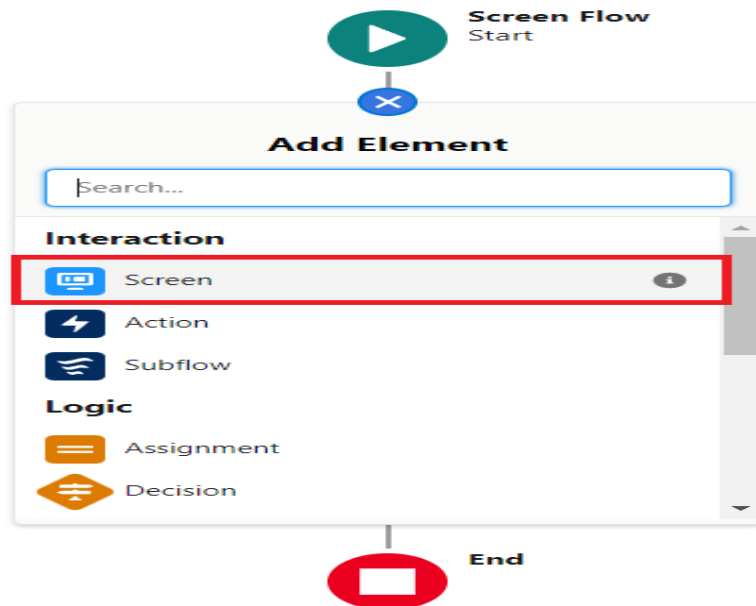 Screen Flow
Start
Add Element
Search...
Interaction
Screen
Action
Subflow
Logic
Assignment
Decision
End